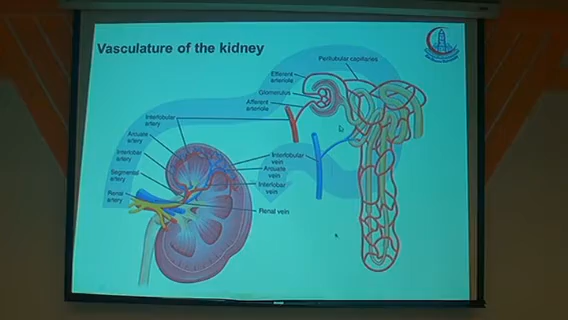 Vasculature of the kidney
Peritubular capillaries
Efferent
arteriole
Glomerulus
Afferent
arteriole
Interlobular
artery
Arcuate
artery
Interlobar
artery
Segmental
artery
Renal
artery
Interlobular
vein
Arcuate
vein
Interlobar
vein
Renal vein